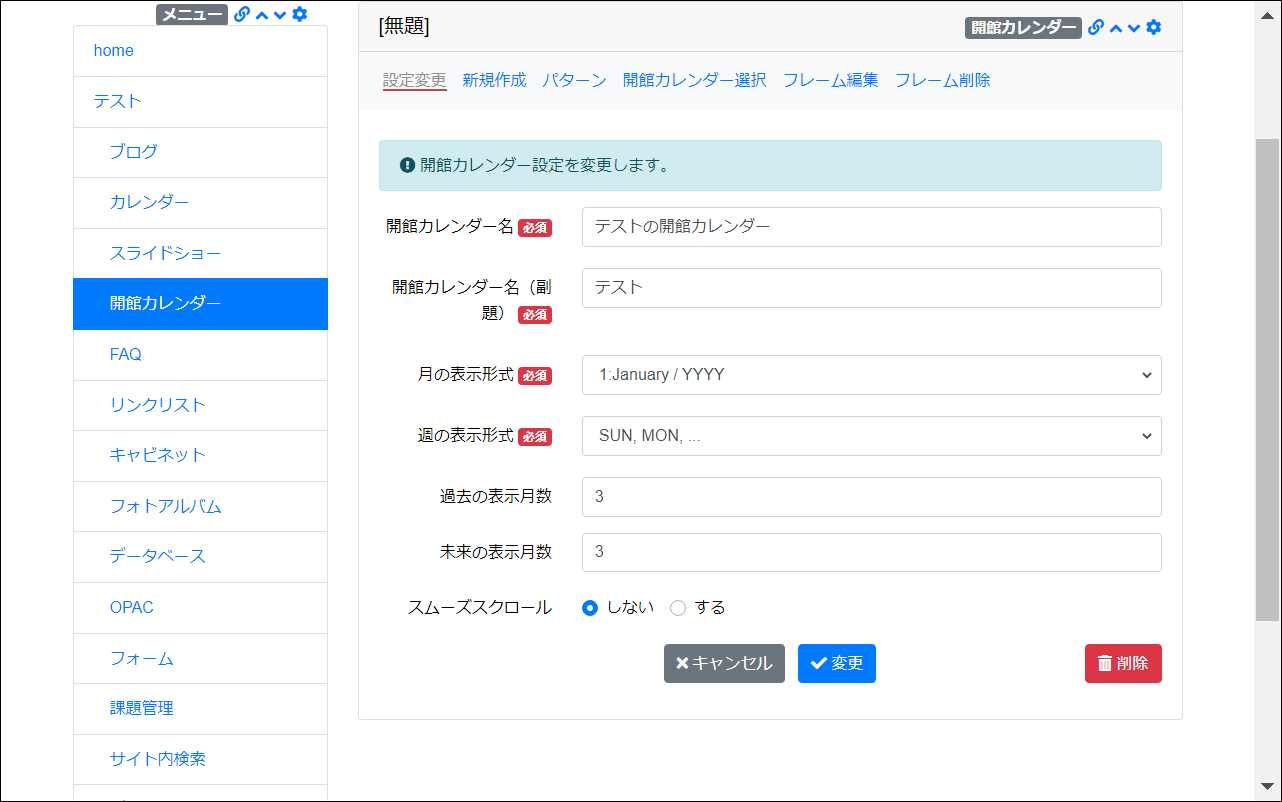 メニュー
home
テスト
ブログ
カレンダー
スライドショー
開館カレンダー
FAQ
リンクリスト
キャビネット
フォトアルバム
データベース
OPAC
フォーム
課題管理
サイト内検索
[無題]
開館カレンダー
設定変更 新規作成 パターン 開館カレンダー選択 フレーム編集 フレーム削除
開館カレンダー設定を変更します。
開館カレンダー名 必須 テストの開館カレンダー
開館カレンダー名（副 テスト
題） 必須
月の表示形式 必須 1:January / YYYY
週の表示形式 必須 SUN, MON, ...
過去の表示月数 3
未来の表示月数 3
スムーズスクロール しない する
キャンセル 変更 削除